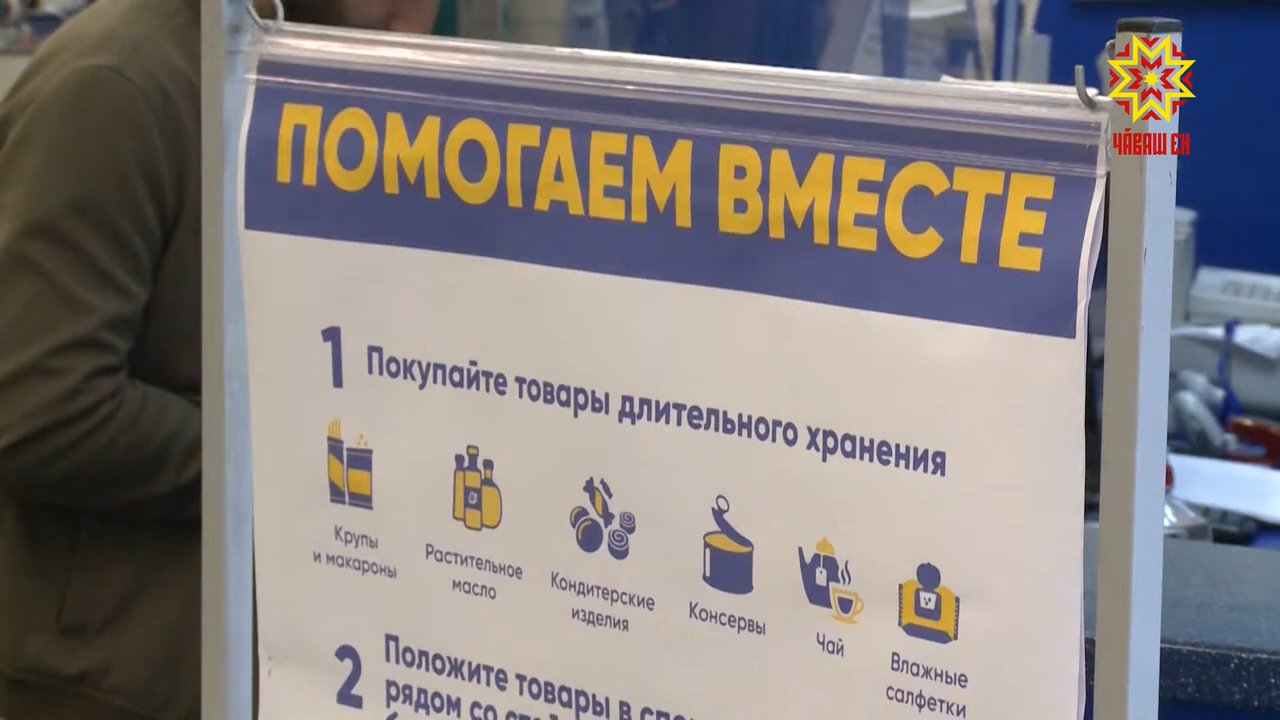 ПОМОГАЕМ ВМЕСТЕ
ЧӐВАШ ЕН
1 Покупайте товары длительного хранения
Крупы
и макароны
Растительное
масло
Кондитерские
изделия
Консервы
Чай
Влажные
салфетки
2 Положите товары в
рядом со